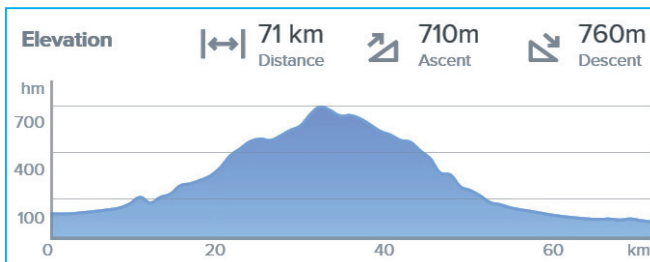 Elevation
71 km
Distance
710m
Ascent
760m
Descent
hm
700
400
100
0 20 40 60 km